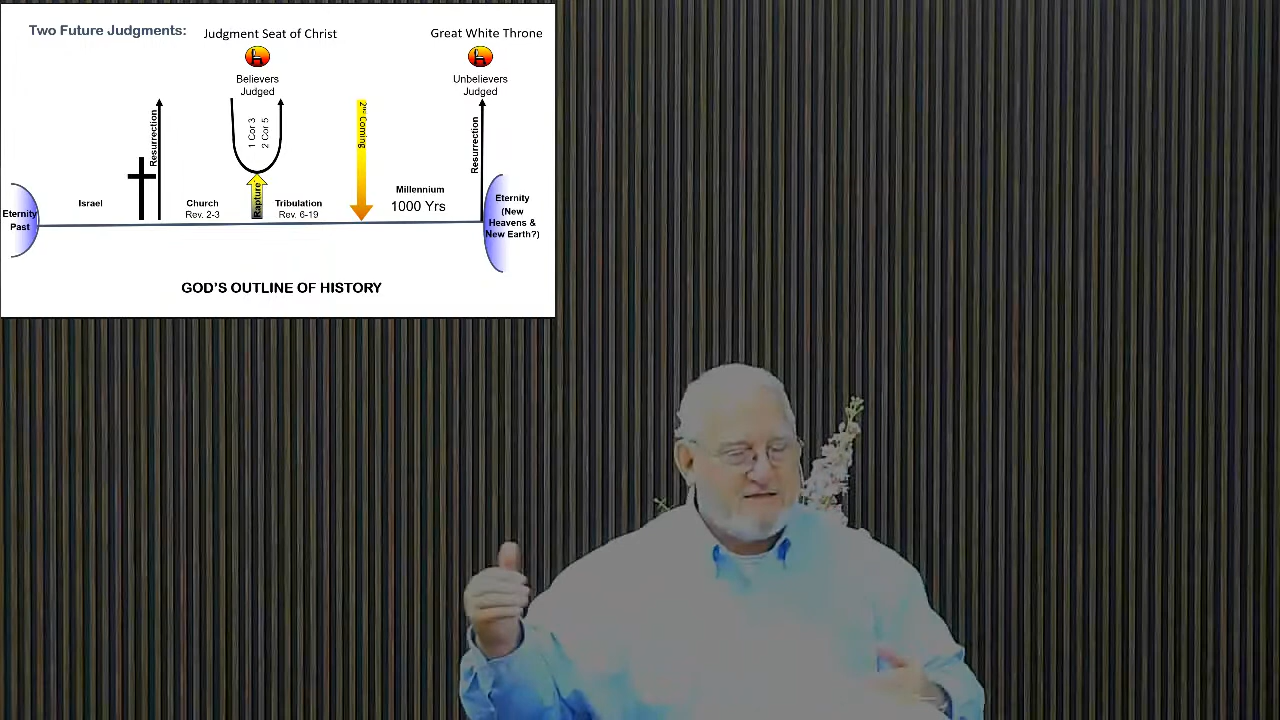 Two Future Judgments:
Judgment Seat of Christ
Great White Throne
Believers
Judged
Unbelievers
Judged
Resurrection
1 Cor 3
2 Cor 5
2nd Coming
Resurrection
Rapture
Eternity
Past
Israel
Church
Rev. 2-3
Tribulation
Rev. 6-19
Millennium
1000 Yrs
Eternity
(New
Heavens &
New Earth?)
GOD'S OUTLINE OF HISTORY